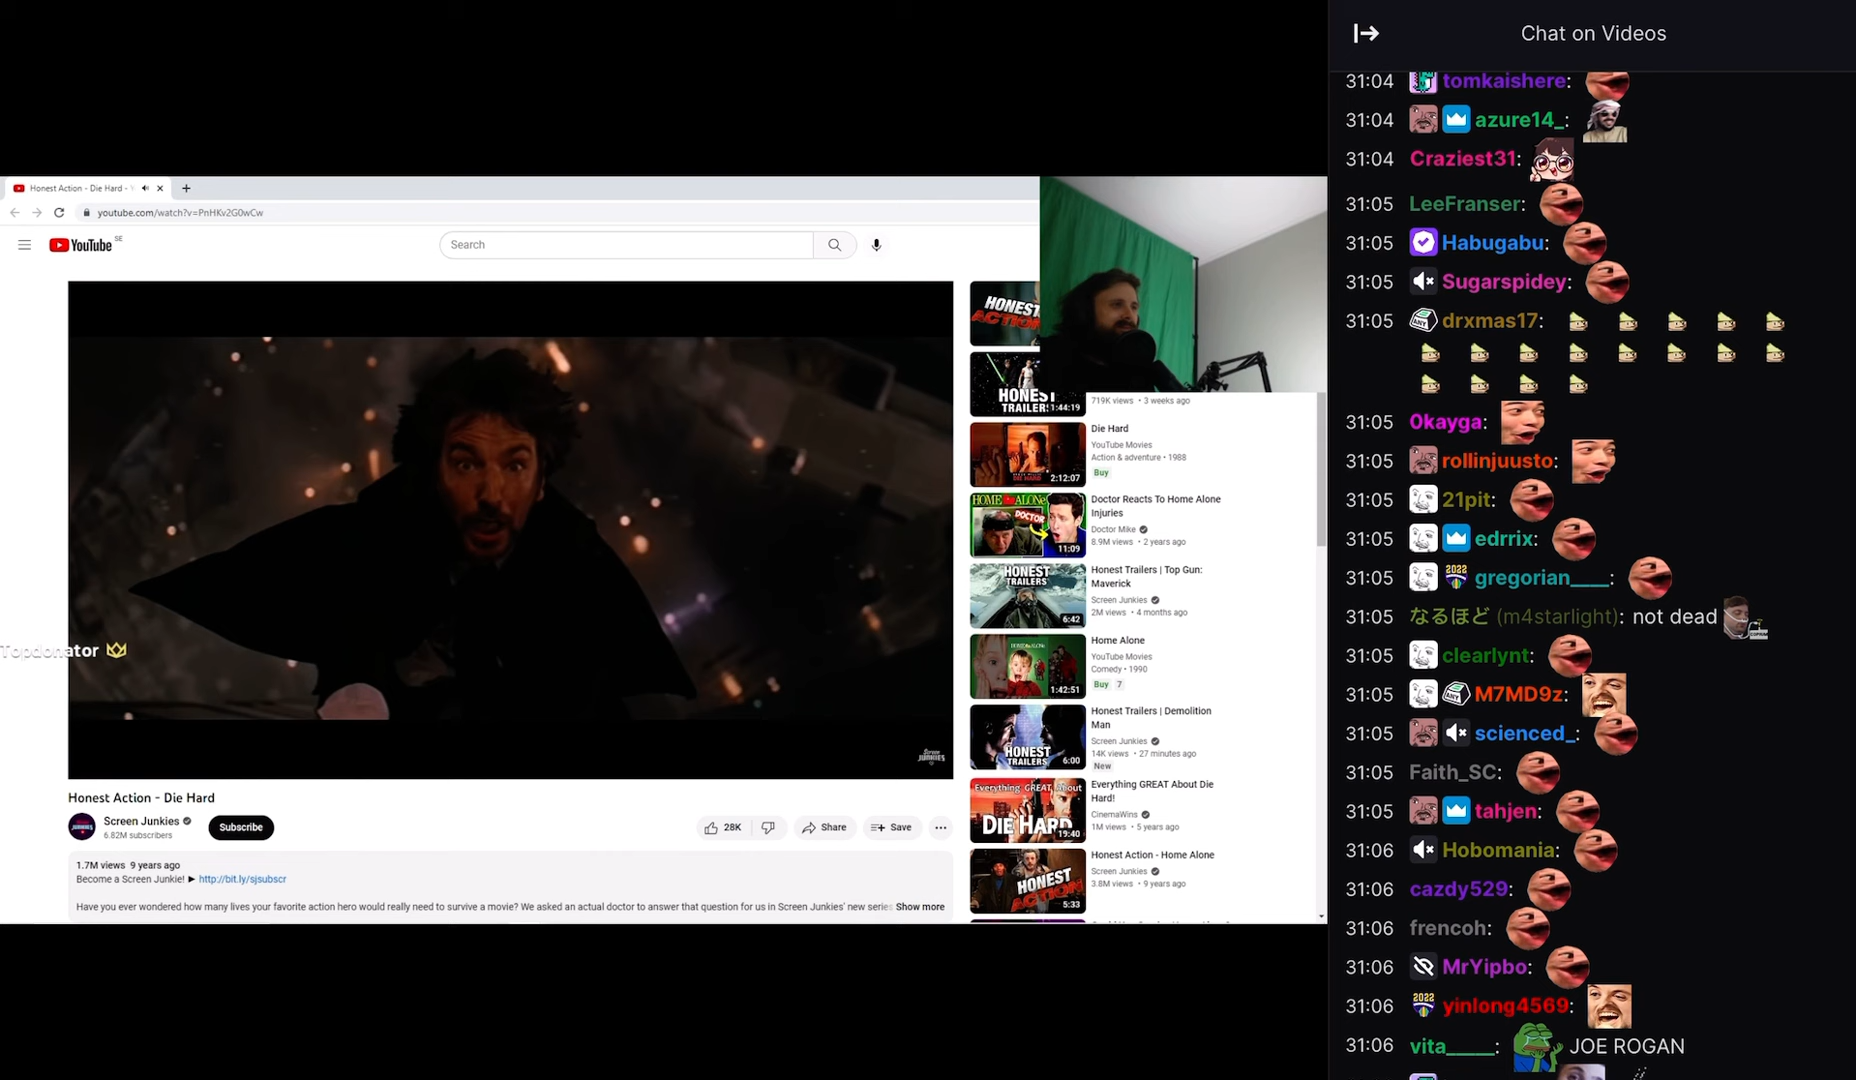 Honest Action - Die Hard -
youtube.com/watch?v=PnHKv2G0wCw
YouTube SE
Search
Topdonator
SCREEN JUNKIES
Honest Action - Die Hard
Screen Junkies
6.82M subscribers
Subscribe
28K
Share
Save
1.7M views 9 years ago
Become a Screen Junkie! ► http://bit.ly/sjsubscr
Have you ever wondered how many lives your favorite action hero would really need to survive a movie? We asked an actual doctor to answer that question for us in Screen Junkies' new series Show more
HONEST
ACTION
HONEST
TRAILERS
1:44:19
719K views • 3 weeks ago
2:12:07
Die Hard
YouTube Movies
Action & adventure • 1988
Buy
HOME ALONE
DOCTOR
11:09
Doctor Reacts To Home Alone
Injuries
Doctor Mike
8.9M views • 2 years ago
HONEST
TRAILERS
6:42
Honest Trailers | Top Gun:
Maverick
Screen Junkies
2M views • 4 months ago
1:42:51
Home Alone
YouTube Movies
Comedy • 1990
Buy 7
HONEST
TRAILERS
6:00
Honest Trailers | Demolition
Man
Screen Junkies
14K views • 27 minutes ago
New
Everything GREAT About
DIE HARD
19:40
Everything GREAT About Die
Hard!
CinemaWins
1M views • 5 years ago
HONEST
ACTION
5:33
Honest Action - Home Alone
Screen Junkies
3.8M views • 9 years ago
Chat on Videos
31:04 tomkaishere:
31:04 azure14_:
31:04 Craziest31:
31:05 LeeFranser:
31:05 Habugabu:
31:05 Sugarspidey:
31:05 drxmas17:
31:05 0kayga:
31:05 rollinjuusto:
31:05 21pit:
31:05 edrrix:
31:05 2022 gregorian____:
31:05 なるほど (m4starlight): not dead
31:05 clearlynt:
31:05 M7MD9z:
31:05 scienced_:
31:05 Faith_SC:
31:05 tahjen:
31:06 Hobomania:
31:06 cazdy529:
31:06 frencoh:
31:06 MrYipbo:
31:06 2022 yinlong4569:
31:06 vita_____: JOE ROGAN